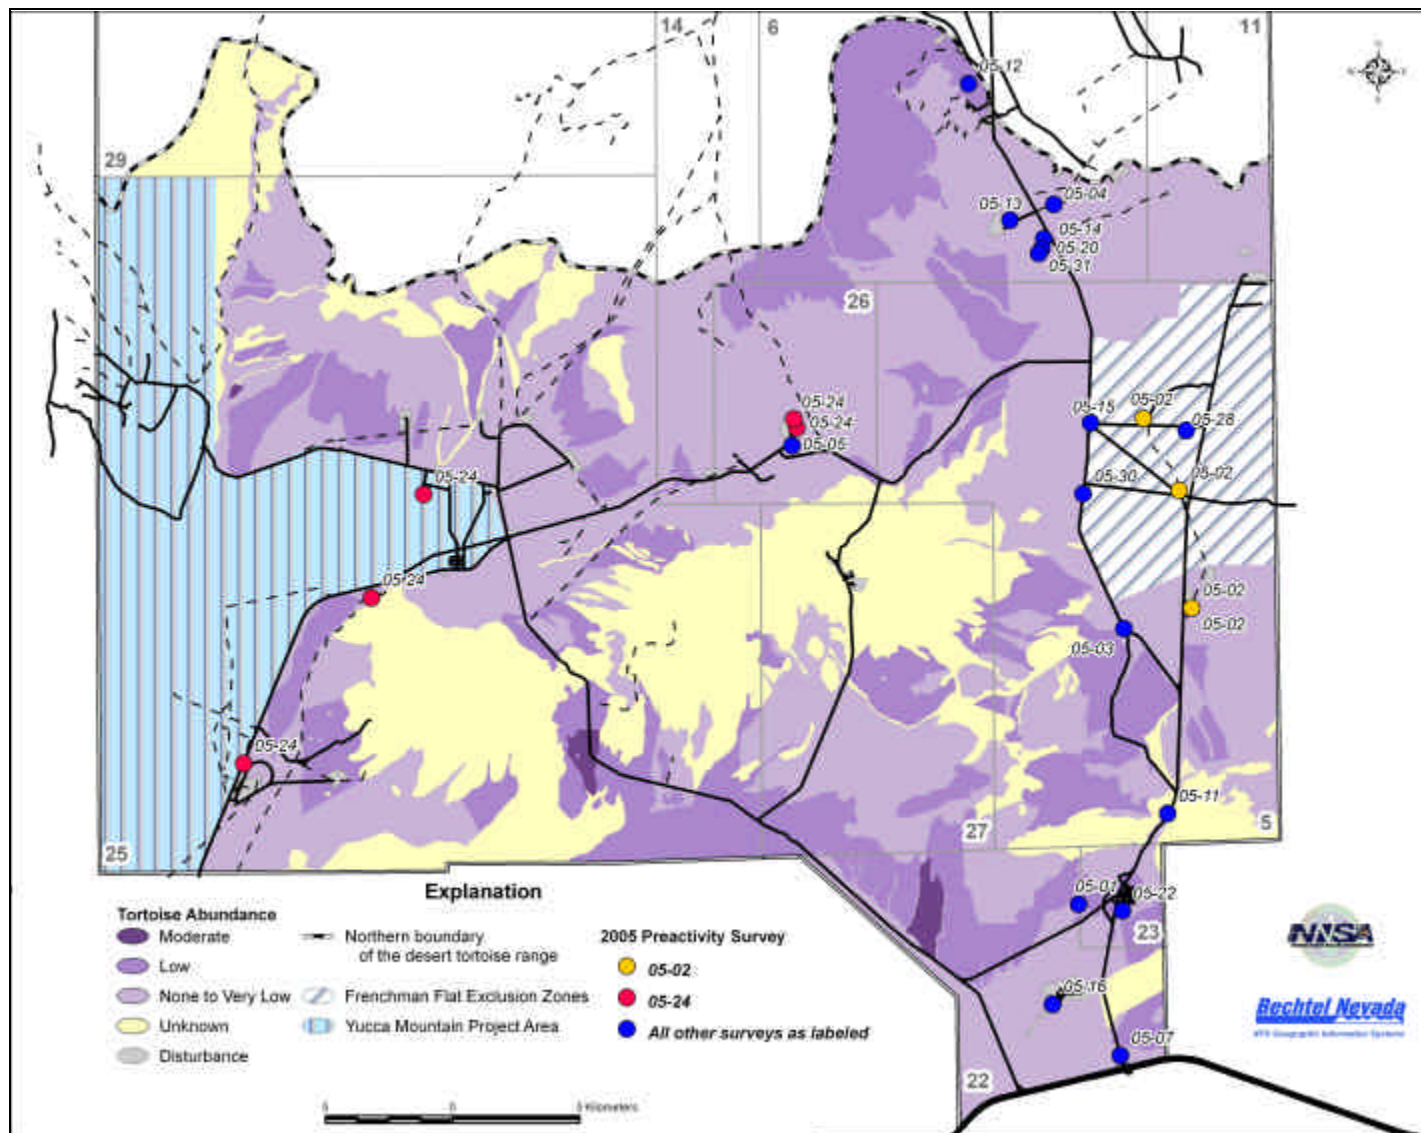 14
6
11
05-12
29
05-04
05-13
05-14
05-20
05-31
26
05-24
05-24
05-05
05-15
05-02
05-28
05-24
05-30
05-02
05-24
05-02
05-02
05-03
05-24
05-11
25
27
5
Explanation
Tortoise Abundance
Moderate
Low
None to Very Low
Unknown
Disturbance
Northern boundary
of the desert tortoise range
Frenchman Flat Exclusion Zones
Yucca Mountain Project Area
2005 Preactivity Survey
05-02
05-24
All other surveys as labeled
05-01
05-22
23
05-16
05-07
22
NNSA
Bechtel Nevada
NTS Geographic Information Systems
Kilometers